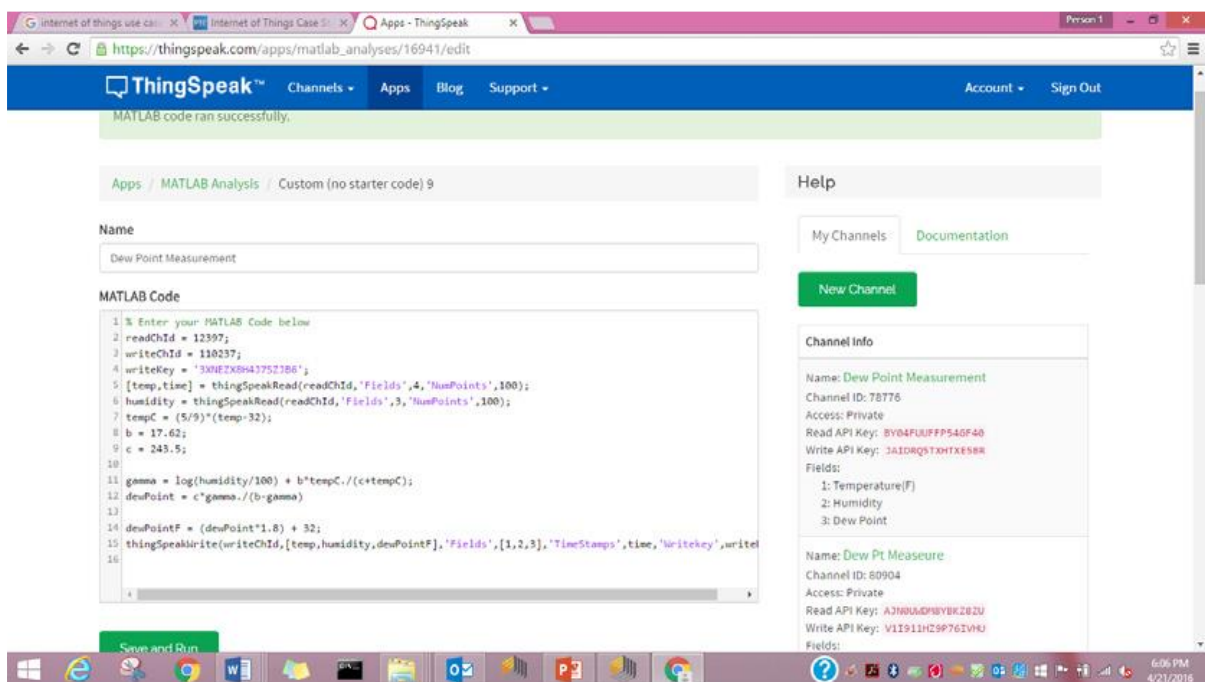 internet of things use cas
Internet of Things Case St
Apps - ThingSpeak
Person 1
https://thingspeak.com/apps/matlab_analyses/16941/edit
ThingSpeak™ Channels Apps Blog Support Account Sign Out
MATLAB code ran successfully.
Apps / MATLAB Analysis / Custom (no starter code) 9
Name
Dew Point Measurement
MATLAB Code
1 % Enter your MATLAB Code below
2 readChId = 12397;
3 writeChId = 110237;
4 writeKey =
5 [temp,time] = thingSpeakRead(readChId,'Fields',4,'NumPoints',100);
6 humidity = thingSpeakRead(readChId,'Fields',3,'NumPoints',100);
7 tempC = (5/9)*(temp-32);
8 b = 17.62;
9 c = 243.5;
10
11 gamma = log(humidity/100) + b*tempC./(c+tempC);
12 dewPoint = c*gamma./(b-gamma)
13
14 dewPointF = (dewPoint*1.8) + 32;
15 thingSpeakWrite(writeChId,[temp,humidity,dewPointF],'Fields',[1,2,3],'TimeStamps',time,'Writekey',writeK
16
Save and Run
Help
My Channels Documentation
New Channel
Channel Info
Name: Dew Point Measurement
Channel ID: 78776
Access: Private
Read API Key:
Write API Key:
Fields:
1: Temperature(F)
2: Humidity
3: Dew Point
Name: Dew Pt Measeure
Channel ID: 80904
Access: Private
Read API Key:
Write API Key:
Fields:
6:06 PM
4/21/2016